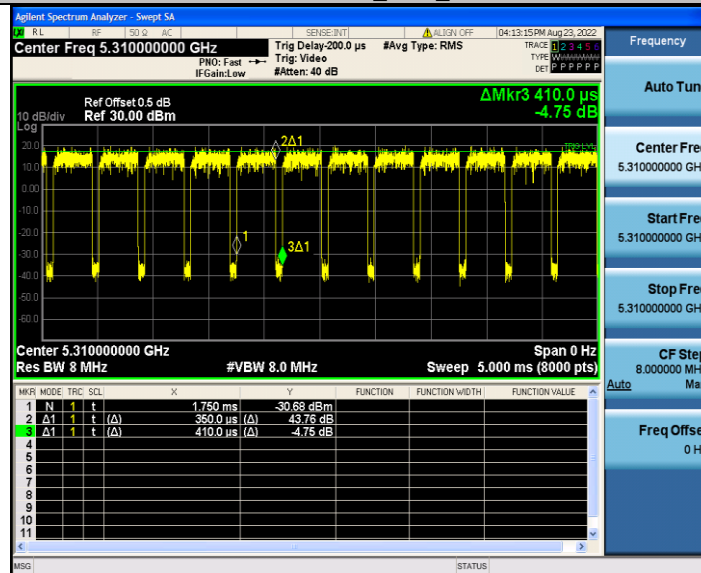 Agilent Spectrum Analyzer - Swept SA
RL RF 50 Ω AC SENSE:INT ALIGN OFF 04:13:15PM Aug 23, 2022
Center Freq 5.310000000 GHz
PNO: Fast
IFGain:Low
Trig Delay-200.0 µs
Trig: Video
#Atten: 40 dB
#Avg Type: RMS
TRACE 1 2 3 4 5 6
TYPE
DET P P P P P P
Ref Offset 0.5 dB
10 dB/div Ref 30.00 dBm
Log
ΔMkr3 410.0 µs
-4.75 dB
20.0
10.0
0.00
-10.0
-20.0
-30.0
-40.0
-50.0
-60.0
2Δ1
TRIG LVL
1
3Δ1
Center 5.310000000 GHz Span 0 Hz
Res BW 8 MHz #VBW 8.0 MHz Sweep 5.000 ms (8000 pts)
MKR MODE TRC SCL X Y FUNCTION FUNCTION WIDTH FUNCTION VALUE
1 N 1 t 1.750 ms -30.68 dBm
2 Δ1 1 t (Δ) 350.0 µs (Δ) 43.76 dB
3 Δ1 1 t (Δ) 410.0 µs (Δ) -4.75 dB
4
5
6
7
8
9
10
11
MSG STATUS
Frequency
Auto Tun
Center Fre
5.310000000 GH
Start Fre
5.310000000 GH
Stop Fre
5.310000000 GH
CF Step
8.000000 MH
Auto Ma
Freq Offse
0 H